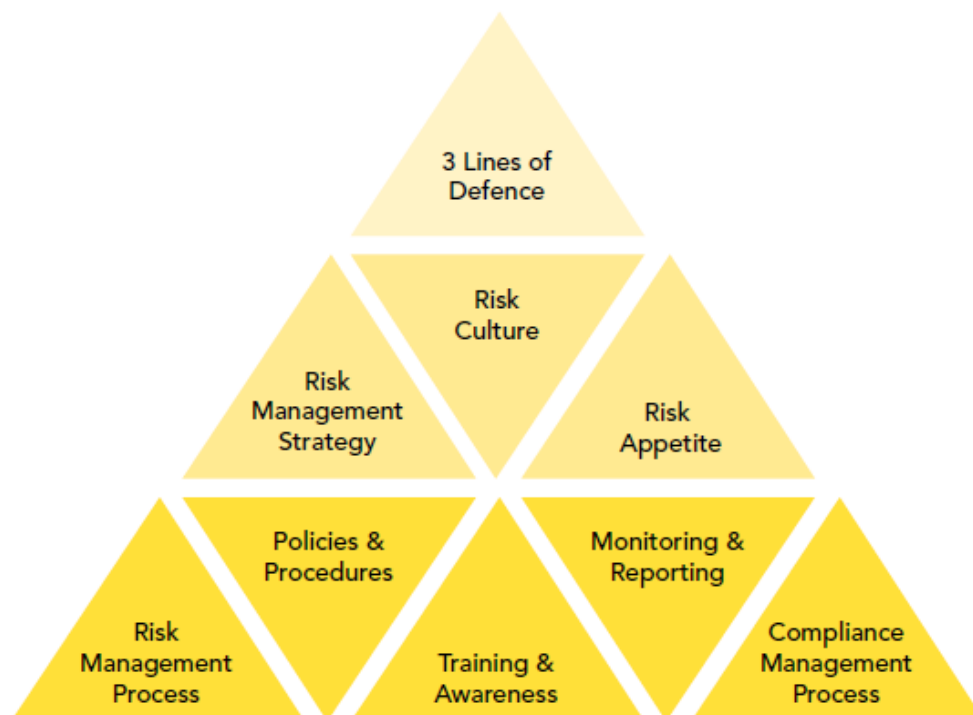 3 Lines of
Defence
Risk
Culture
Risk
Management
Strategy
Risk
Appetite
Policies &
Procedures
Monitoring &
Reporting
Risk
Management
Process
Training &
Awareness
Compliance
Management
Process